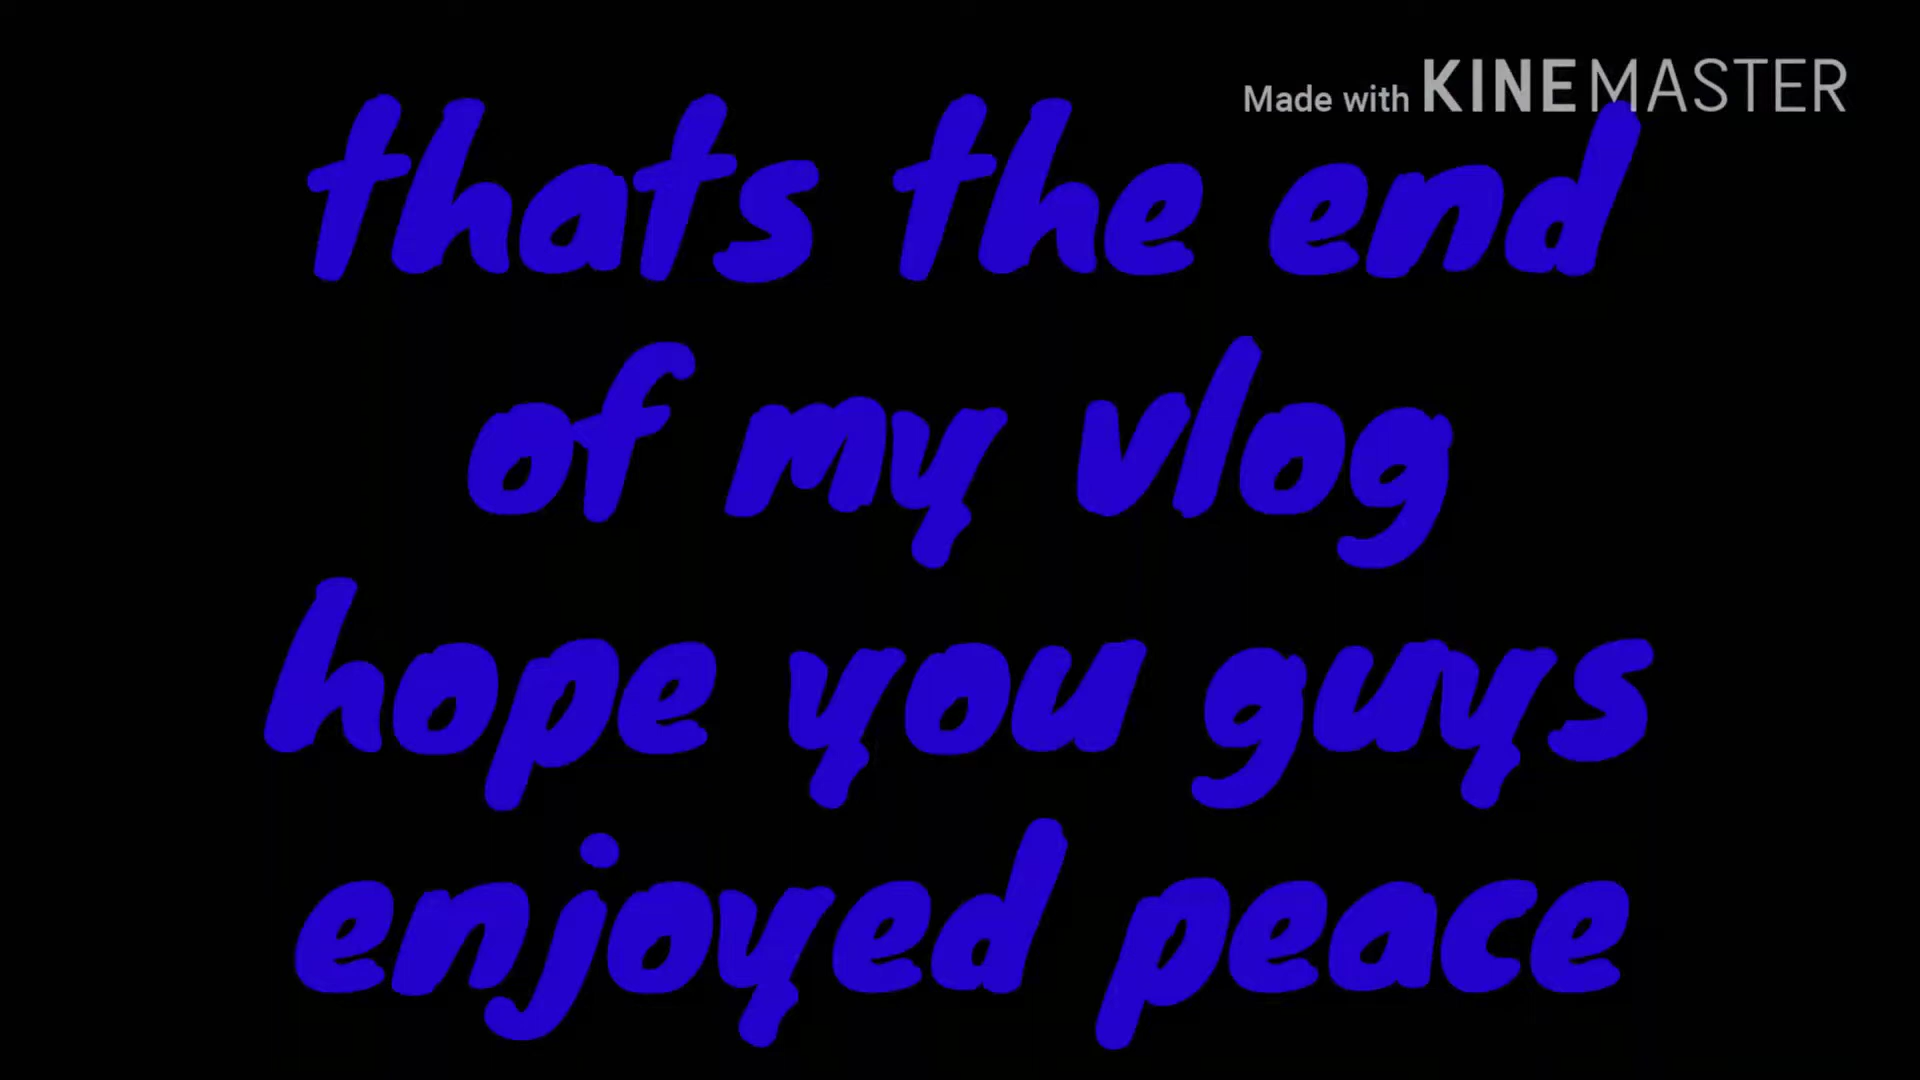 Made with KINEMASTER
thats the end
of my vlog
hope you guys
enjoyed peace